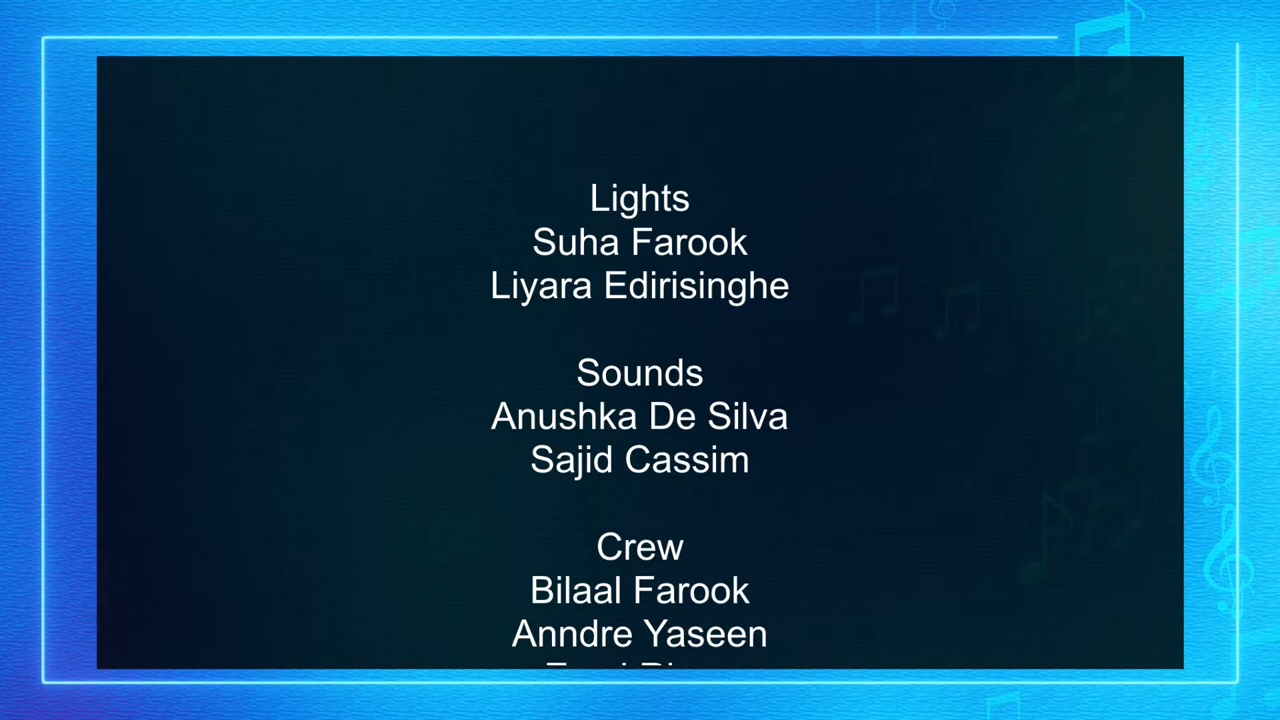 Lights
Suha Farook
Liyara Edirisinghe
Sounds
Anushka De Silva
Sajid Cassim
Crew
Bilaal Farook
Anndre Yaseen